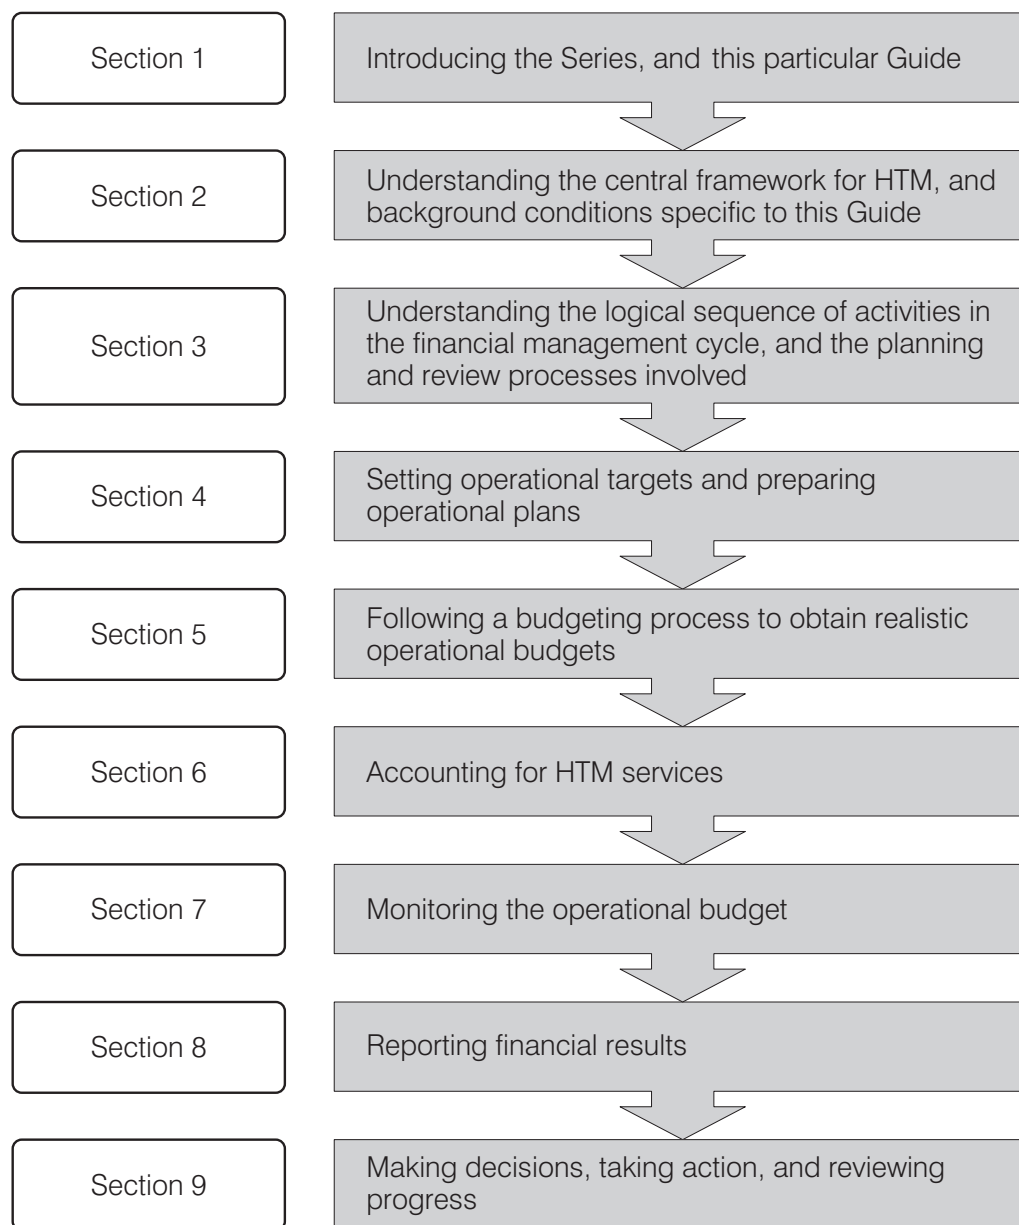 Section 1
Introducing the Series, and this particular Guide
Section 2
Understanding the central framework for HTM, and
background conditions specific to this Guide
Section 3
Understanding the logical sequence of activities in
the financial management cycle, and the planning
and review processes involved
Section 4
Setting operational targets and preparing
operational plans
Section 5
Following a budgeting process to obtain realistic
operational budgets
Section 6
Accounting for HTM services
Section 7
Monitoring the operational budget
Section 8
Reporting financial results
Section 9
Making decisions, taking action, and reviewing
progress